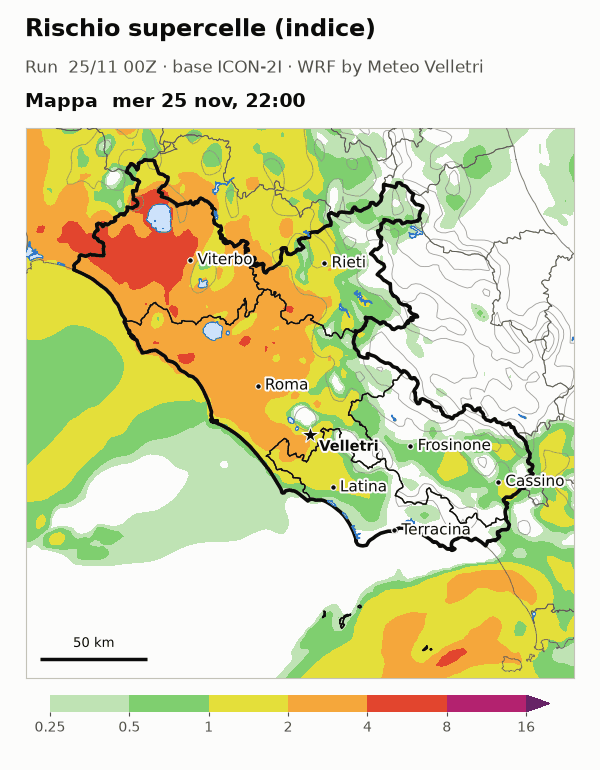 Rischio supercelle (indice)
Run 25/11 00Z · base ICON-2I · WRF by Meteo Velletri
Mappa mer 25 nov, 22:00
Viterbo
Rieti
Roma
Velletri
Frosinone
Latina
Cassino
Terracina
50 km
0.25 0.5 1 2 4 8 16